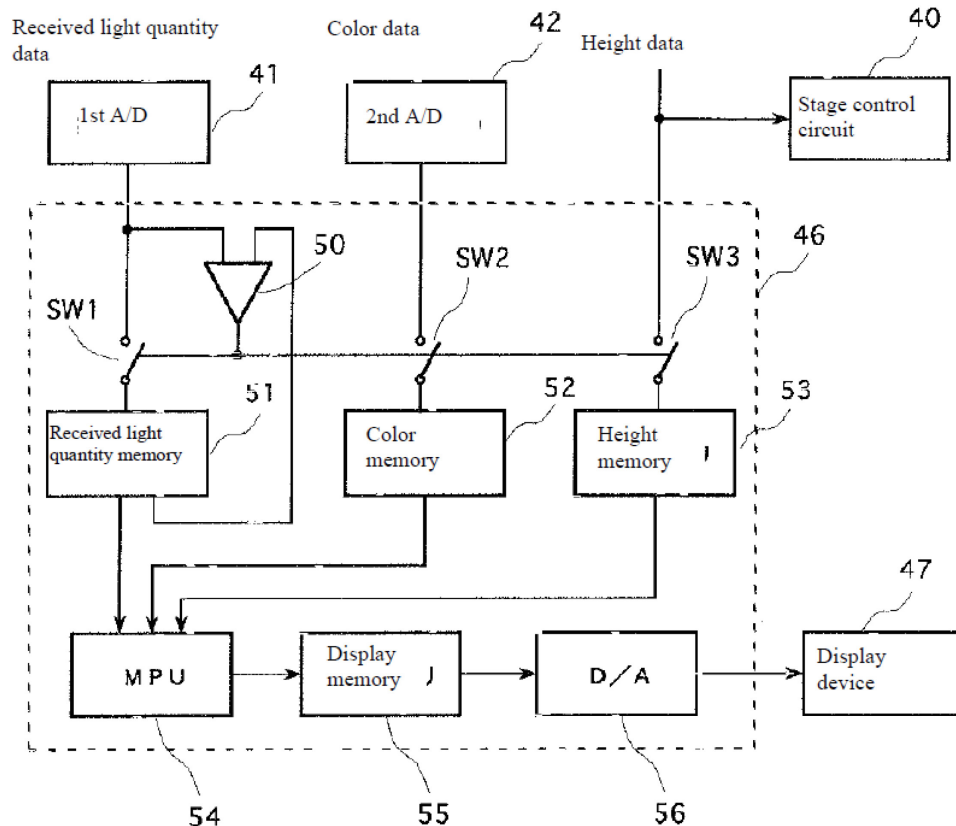 Received light quantity
data
Color data
42
Height data
40
41
1st A/D
2nd A/D
Stage control
circuit
50
46
SW2
SW3
SW1
51
52
53
Received light
quantity memory
Color
memory
Height
memory
47
MPU
Display
memory
D/A
Display
device
54
55
56